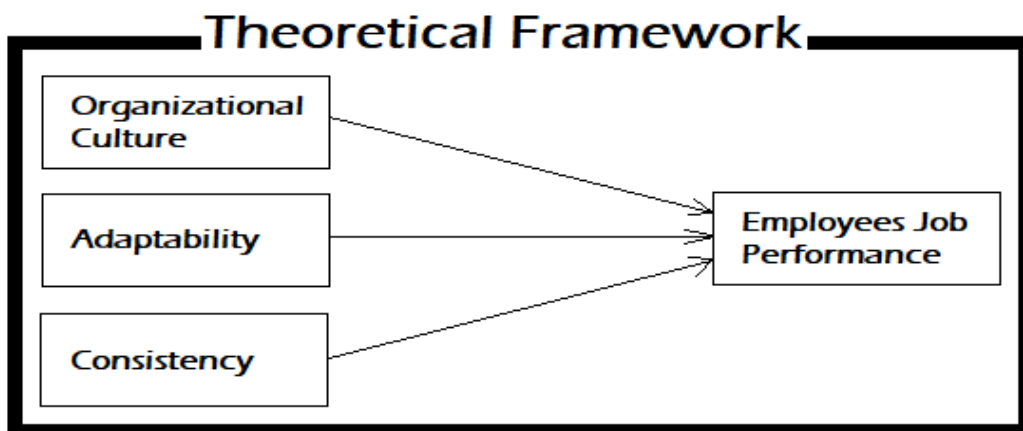 Theoretical Framework
Organizational
Culture
Adaptability
Consistency
Employees Job
Performance